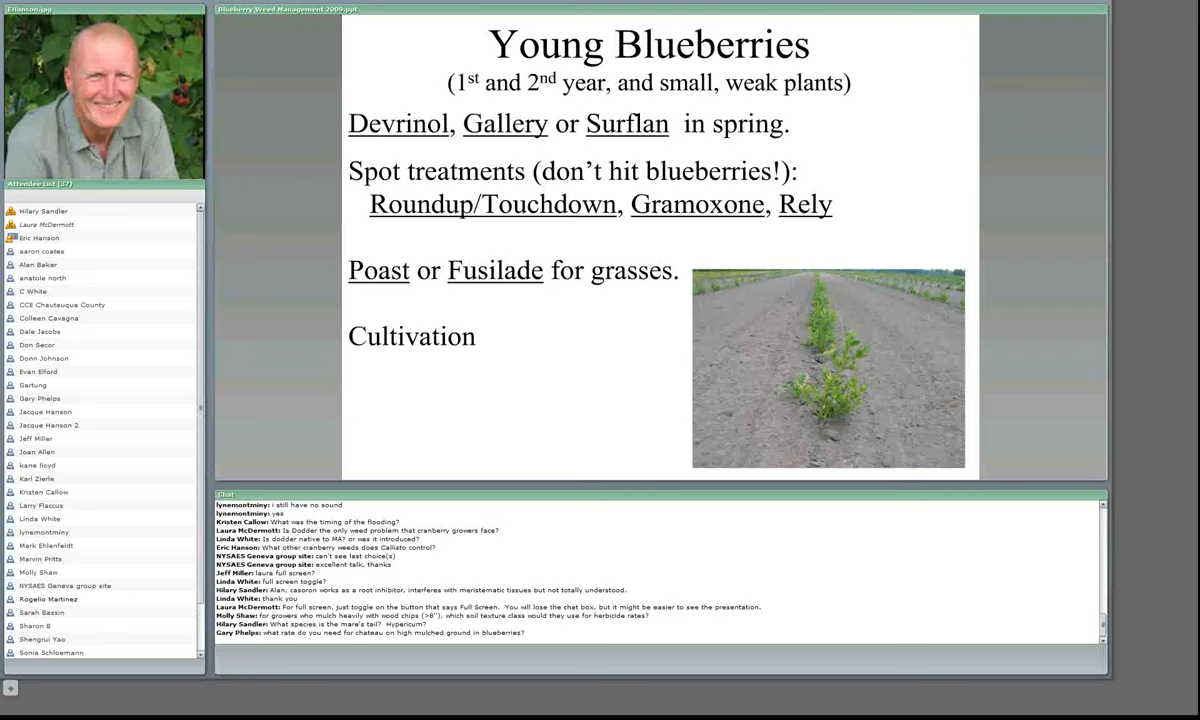 EHanson.jpg
Attendee List (37)
Hilary Sandler
Laura McDermott
Eric Hanson
aaron coates
Alan Baker
anatole north
C White
CCE Chautauqua County
Colleen Cavagna
Dale Jacobs
Don Secor
Donn Johnson
Evan Elford
Gartung
Gary Phelps
Jacque Hanson
Jacque Hanson 2
Jeff Miller
Joan Allen
kane lloyd
Karl Zierle
Kristen Callow
Larry Flaccus
Linda White
lynemontminy
Mark Ehlenfeldt
Marvin Pritts
Molly Shaw
NYSAES Geneva group site
Rogelio Martinez
Sarah Bassin
Sharon B
Shengrui Yao
Sonia Schloemann
Blueberry Weed Management 2009.ppt
Young Blueberries
(1st and 2nd year, and small, weak plants)
Devrinol, Gallery or Surflan in spring.
Spot treatments (don't hit blueberries!):
Roundup/Touchdown, Gramoxone, Rely
Poast or Fusilade for grasses.
Cultivation
Chat
lynemontminy: i still have no sound
lynemontminy: yes
Kristen Callow: What was the timing of the flooding?
Laura McDermott: Is Dodder the only weed problem that cranberry growers face?
Linda White: Is dodder native to MA? or was it introduced?
Eric Hanson: What other cranberry weeds does Callisto control?
NYSAES Geneva group site: can't see last choice(s)
NYSAES Geneva group site: excellent talk, thanks
Jeff Miller: laura full screen?
Linda White: full screen toggle?
Hilary Sandler: Alan, casoron works as a root inhibitor, interferes with meristematic tissues but not totally understood.
Linda White: thank you
Laura McDermott: For full screen, just toggle on the button that says Full Screen. You will lose the chat box, but it might be easier to see the presentation.
Molly Shaw: for growers who mulch heavily with wood chips (>8"), which soil texture class would they use for herbicide rates?
Hilary Sandler: What species is the mare's tail? Hypericum?
Gary Phelps: what rate do you need for chateau on high mulched ground in blueberries?